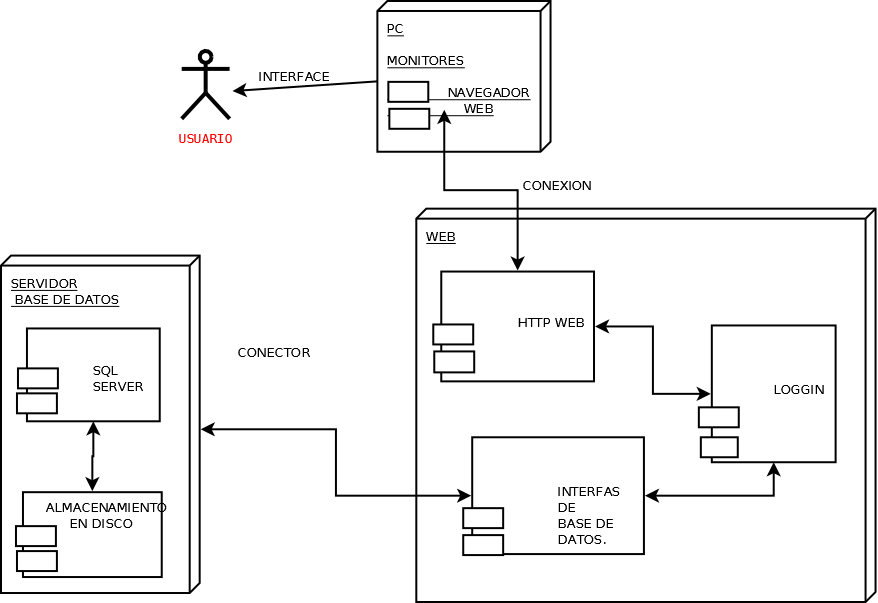 PC
MONITORES
NAVEGADOR
WEB
INTERFACE
USUARIO
CONEXION
WEB
HTTP WEB
LOGGIN
INTERFAS
DE
BASE DE
DATOS.
CONECTOR
SERVIDOR
BASE DE DATOS
SQL
SERVER
ALMACENAMIENTO
EN DISCO